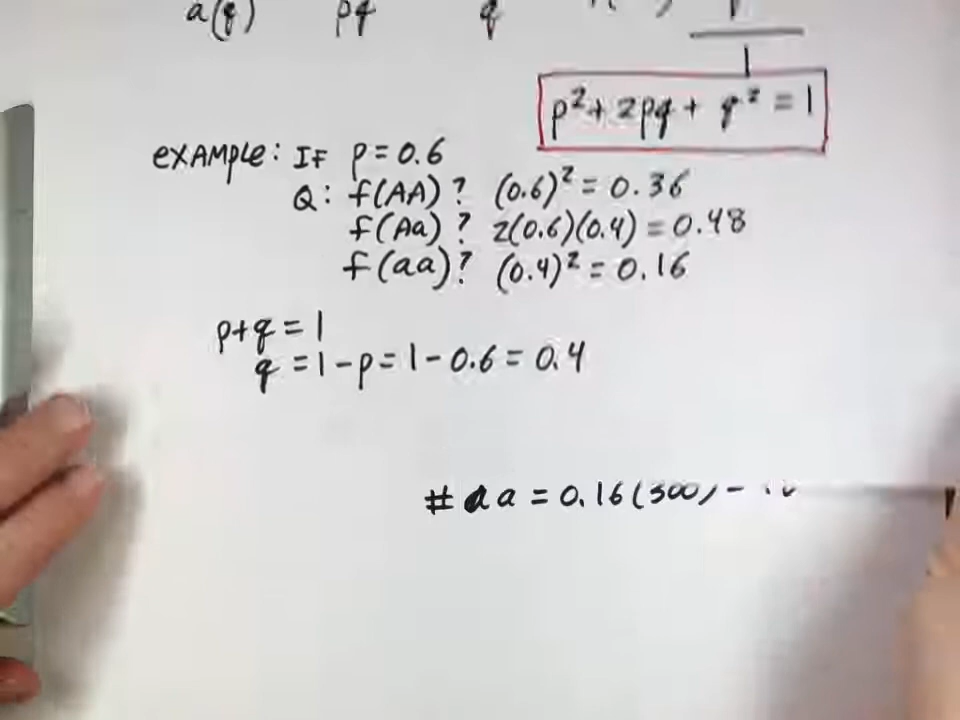 a(q) pq q
p² + 2pq + q² = 1
EXAMPLE: IF p = 0.6
Q: f(AA) ? (0.6)² = 0.36
f(Aa) ? 2(0.6)(0.4) = 0.48
f(aa)? (0.4)² = 0.16
p+q = 1
q = 1 - p = 1 - 0.6 = 0.4
# aa = 0.16(300)